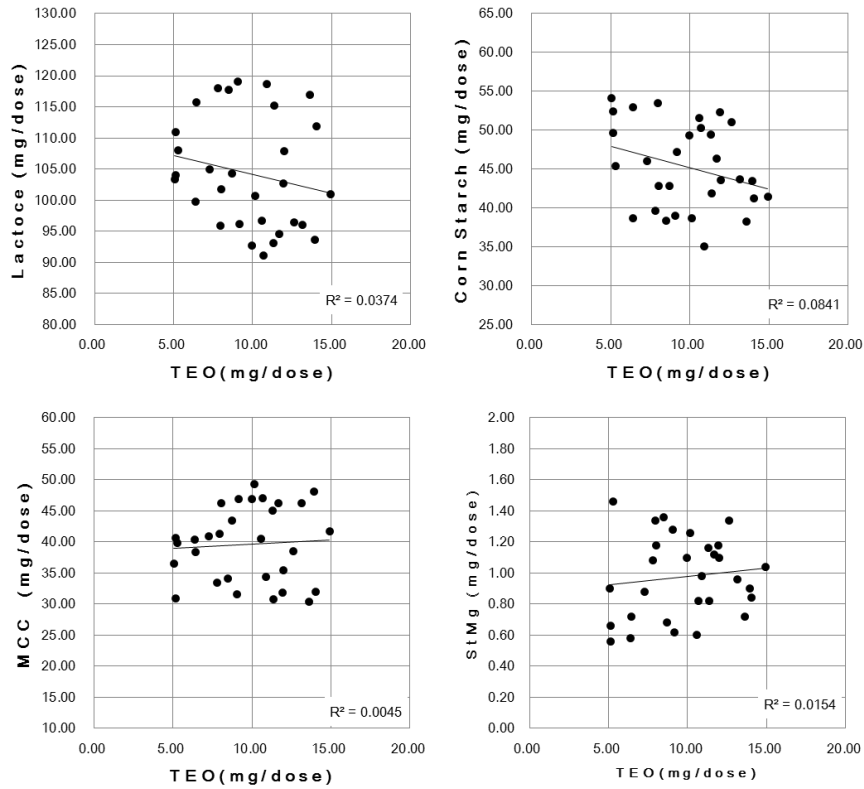 130.00
125.00
120.00
115.00
110.00
105.00
100.00
95.00
90.00
85.00
80.00
Lactoce (mg/dose)
R² = 0.0374
0.00 5.00 10.00 15.00 20.00
TEO(mg/dose)
65.00
60.00
55.00
50.00
45.00
40.00
35.00
30.00
25.00
Corn Starch (mg/dose)
R² = 0.0841
0.00 5.00 10.00 15.00 20.00
TEO(mg/dose)
60.00
55.00
50.00
45.00
40.00
35.00
30.00
25.00
20.00
15.00
10.00
MCC (mg/dose)
R² = 0.0045
0.00 5.00 10.00 15.00 20.00
TEO(mg/dose)
2.00
1.80
1.60
1.40
1.20
1.00
0.80
0.60
0.40
0.20
0.00
StMg (mg/dose)
R² = 0.0154
0.00 5.00 10.00 15.00 20.00
TEO(mg/dose)